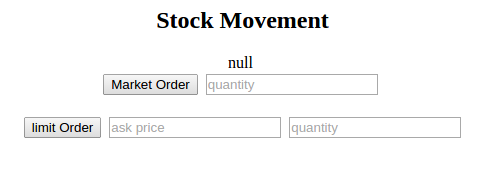 Stock Movement
null
Market Order quantity
limit Order ask price quantity